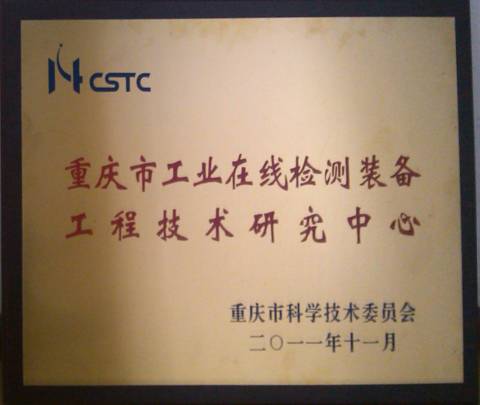 CSTC
重庆市工业在线检测装备
工程技术研究中心
重庆市科学技术委员会
二〇一一年十一月